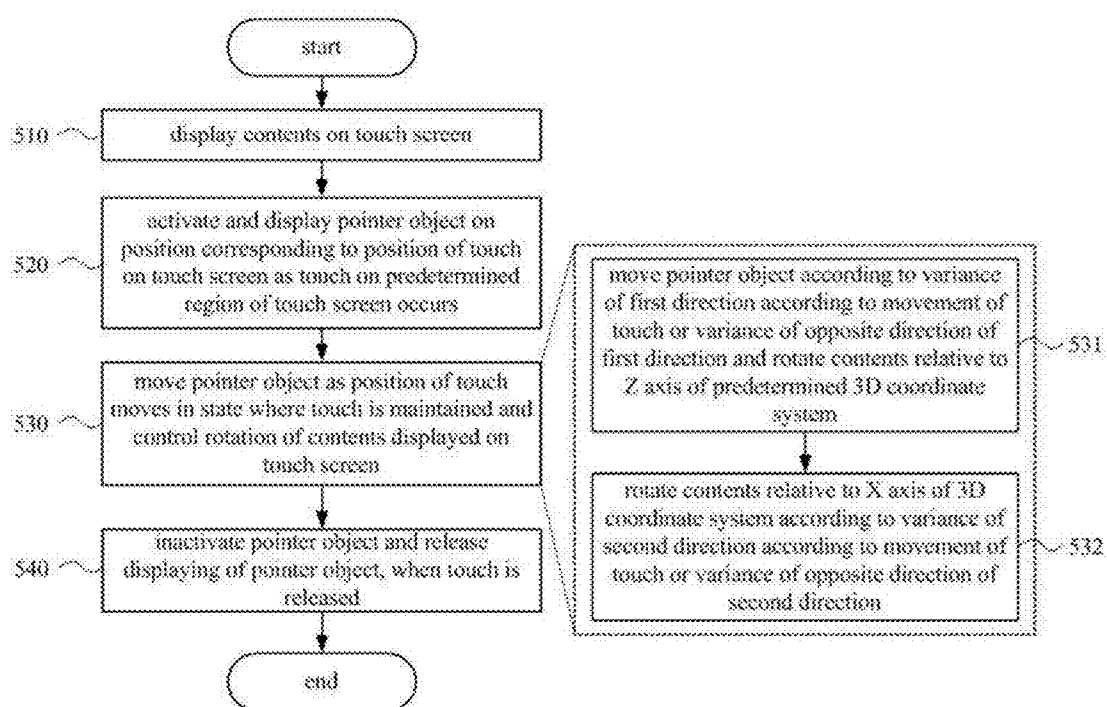 start
510
display contents on touch screen
520
activate and display pointer object on
position corresponding to position of touch
on touch screen as touch on predetermined
region of touch screen occurs
530
move pointer object as position of touch
moves in state where touch is maintained and
control rotation of contents displayed on
touch screen
531
move pointer object according to variance
of first direction according to movement of
touch or variance of opposite direction of
first direction and rotate contents relative to
Z axis of predetermined 3D coordinate
system
532
rotate contents relative to X axis of 3D
coordinate system according to variance of
second direction according to movement of
touch or variance of opposite direction of
second direction
540
inactivate pointer object and release
displaying of pointer object, when touch is
released
end